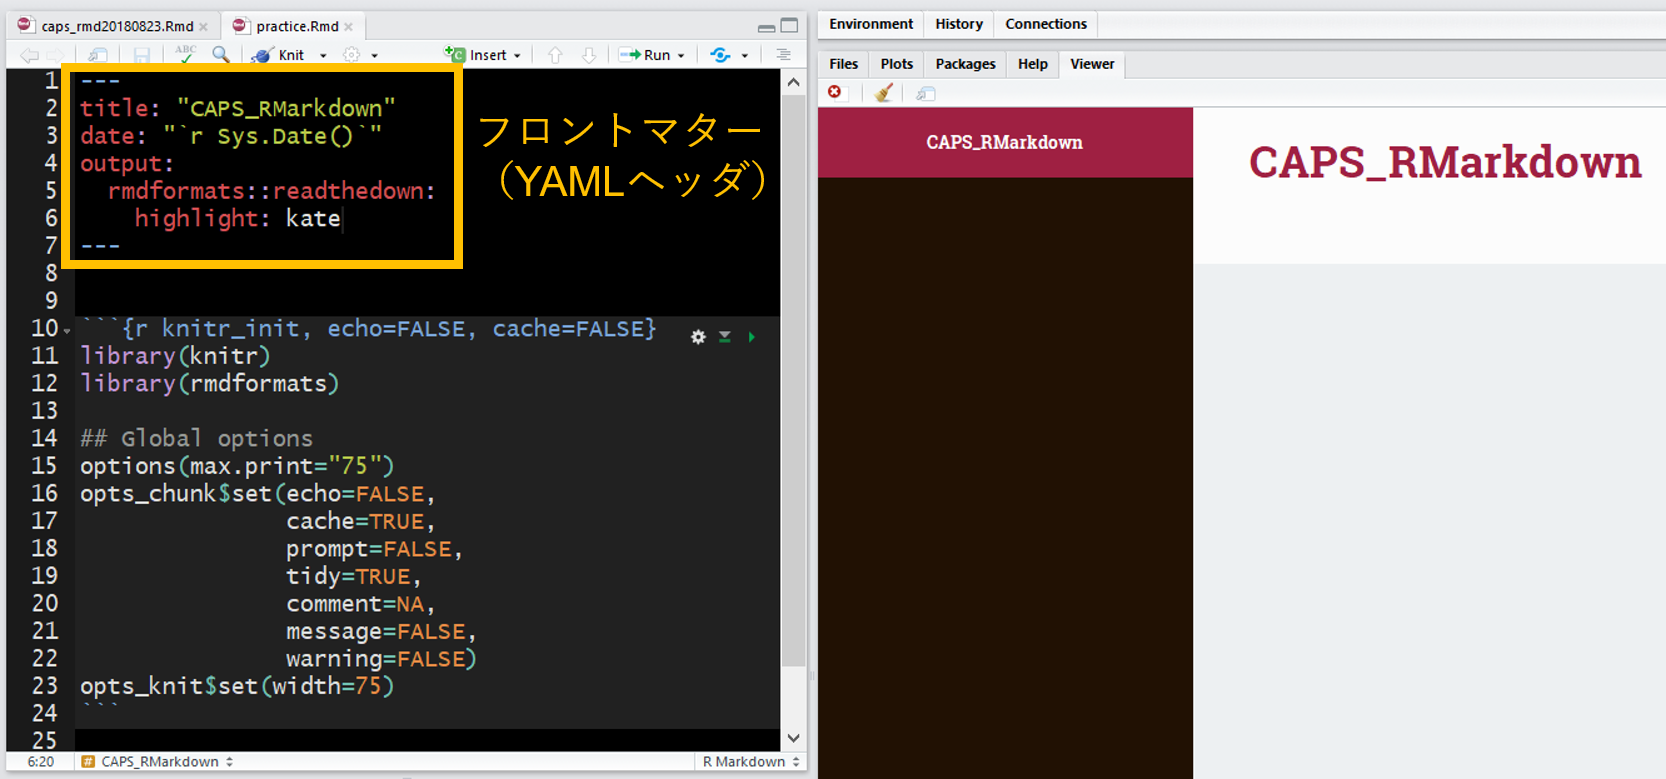 caps_rmd20180823.Rmd
practice.Rmd
ABC
Knit
Insert
Run
1 ---
2 title: "CAPS_RMarkdown"
3 date: "`r Sys.Date()`"
4 output:
5   rmdformats::readthedown:
6     highlight: kate
7 ---
8
9
フロントマター
（YAMLヘッダ）
10 ```{r knitr_init, echo=FALSE, cache=FALSE}
11 library(knitr)
12 library(rmdformats)
13
14 ## Global options
15 options(max.print="75")
16 opts_chunk$set(echo=FALSE,
17                cache=TRUE,
18                prompt=FALSE,
19                tidy=TRUE,
20                comment=NA,
21                message=FALSE,
22                warning=FALSE)
23 opts_knit$set(width=75)
24 ```
25
6:20
# CAPS_RMarkdown
R Markdown
Environment History Connections
Files Plots Packages Help Viewer
CAPS_RMarkdown
CAPS_RMarkdown